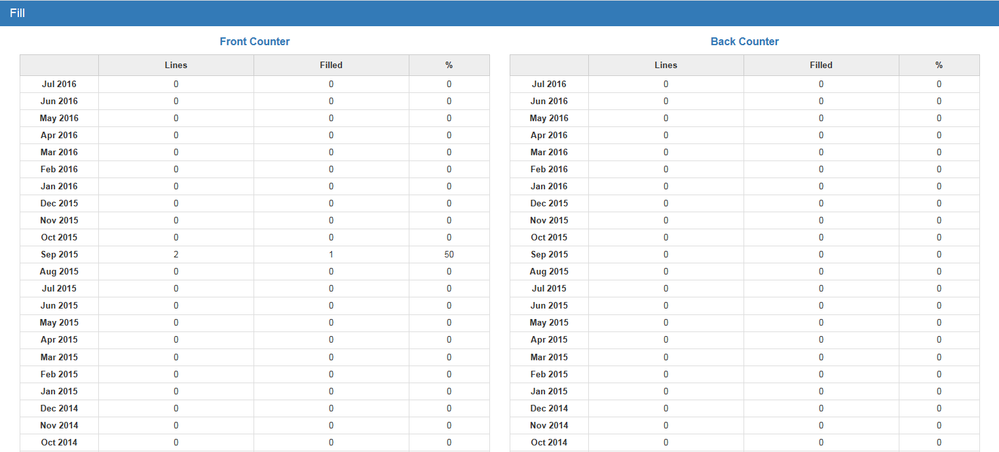 Fill
Front Counter Back Counter
Lines Filled % Lines Filled %
Jul 2016 0 0 0 Jul 2016 0 0 0
Jun 2016 0 0 0 Jun 2016 0 0 0
May 2016 0 0 0 May 2016 0 0 0
Apr 2016 0 0 0 Apr 2016 0 0 0
Mar 2016 0 0 0 Mar 2016 0 0 0
Feb 2016 0 0 0 Feb 2016 0 0 0
Jan 2016 0 0 0 Jan 2016 0 0 0
Dec 2015 0 0 0 Dec 2015 0 0 0
Nov 2015 0 0 0 Nov 2015 0 0 0
Oct 2015 0 0 0 Oct 2015 0 0 0
Sep 2015 2 1 50 Sep 2015 0 0 0
Aug 2015 0 0 0 Aug 2015 0 0 0
Jul 2015 0 0 0 Jul 2015 0 0 0
Jun 2015 0 0 0 Jun 2015 0 0 0
May 2015 0 0 0 May 2015 0 0 0
Apr 2015 0 0 0 Apr 2015 0 0 0
Mar 2015 0 0 0 Mar 2015 0 0 0
Feb 2015 0 0 0 Feb 2015 0 0 0
Jan 2015 0 0 0 Jan 2015 0 0 0
Dec 2014 0 0 0 Dec 2014 0 0 0
Nov 2014 0 0 0 Nov 2014 0 0 0
Oct 2014 0 0 0 Oct 2014 0 0 0